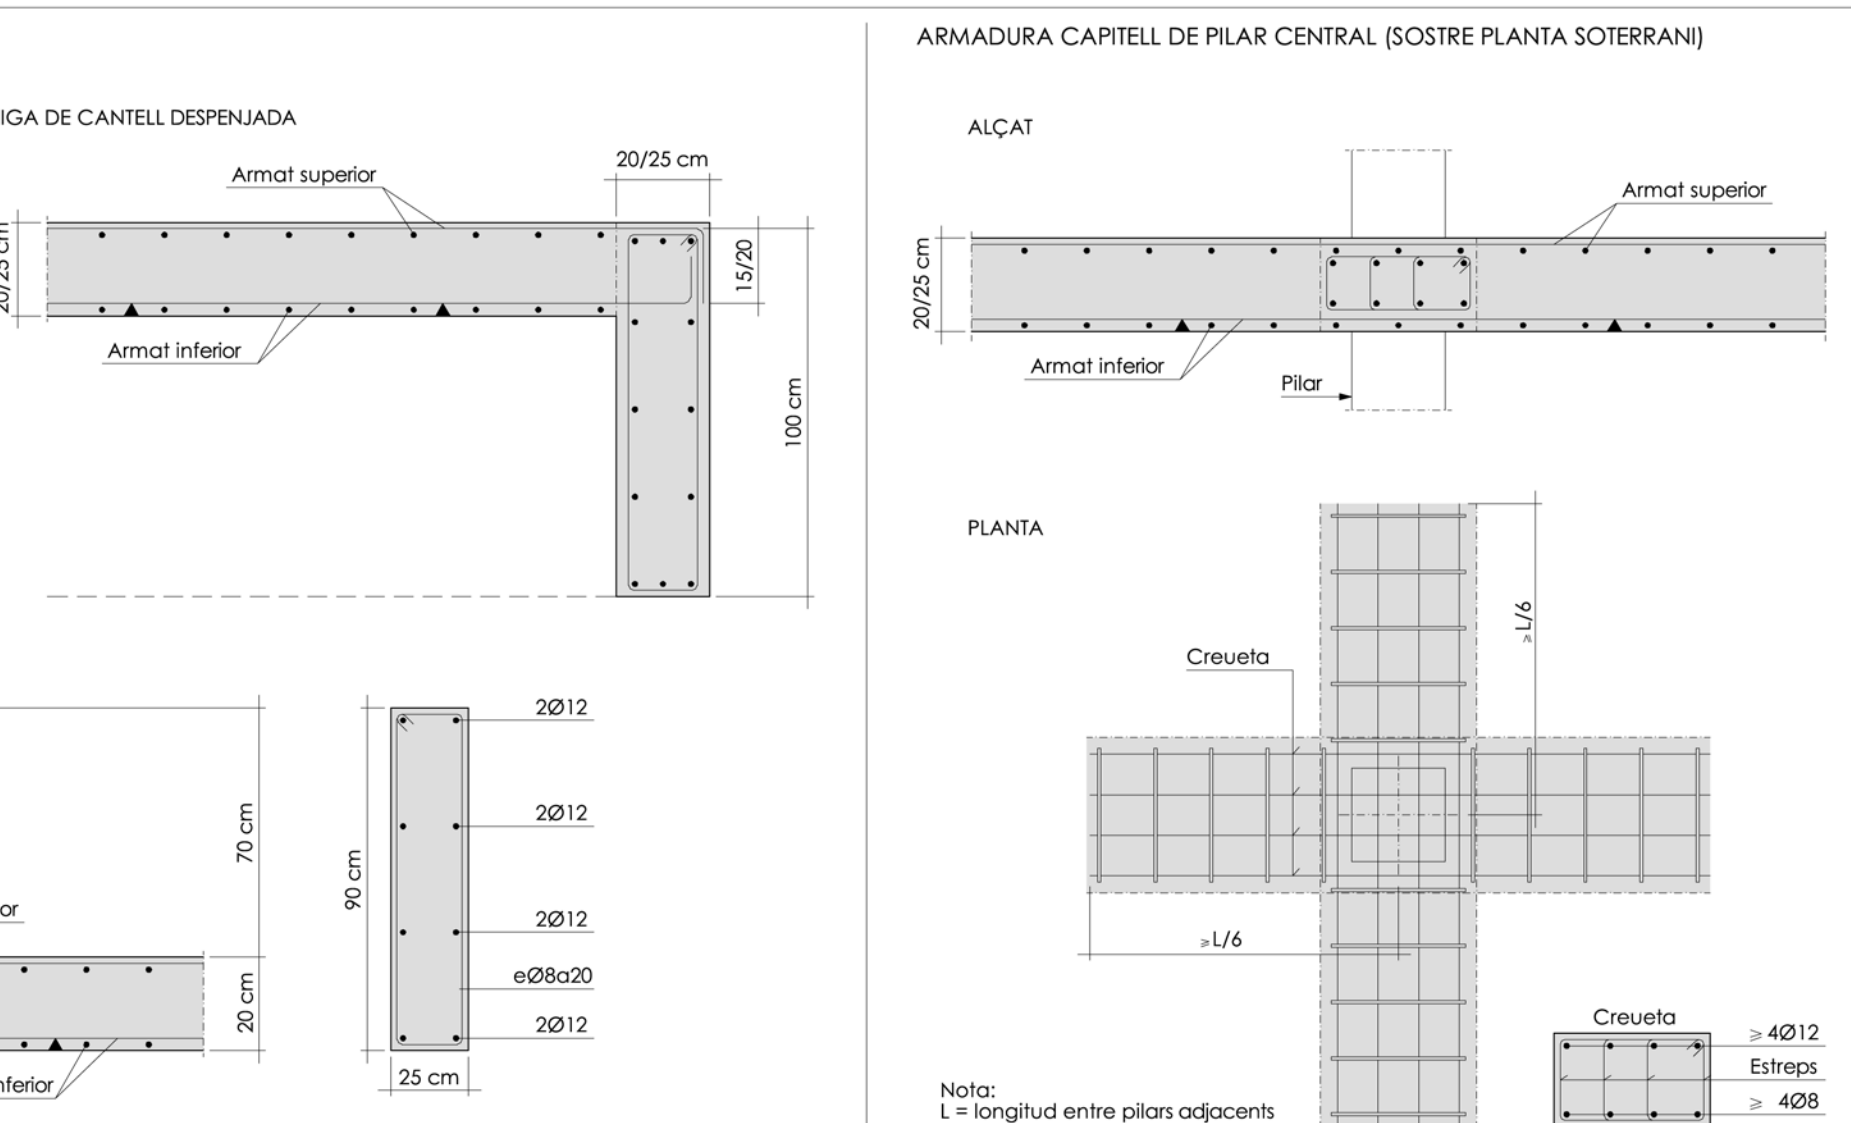 IGA DE CANTELL DESPENJADA
Armat superior
20/25 cm
20/25 cm
15/20
Armat inferior
100 cm
2Ø12
2Ø12
70 cm
90 cm
or
2Ø12
eØ8a20
20 cm
2Ø12
25 cm
nferior
ARMADURA CAPITELL DE PILAR CENTRAL (SOSTRE PLANTA SOTERRANI)
ALÇAT
Armat superior
20/25 cm
Armat inferior
Pilar
PLANTA
≥L/6
Creueta
≥L/6
Creueta
≥ 4Ø12
Estreps
≥ 4Ø8
Nota:
L = longitud entre pilars adjacents